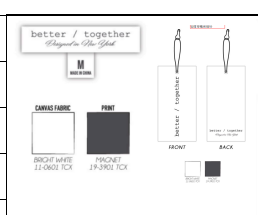 better / together
Designed in New York
M
MADE IN CHINA
CANVAS FABRIC
PRINT
BRIGHT WHITE
11-0601 TCX
MAGNET
19-3901 TCX
better / together
better / together
FRONT
BACK